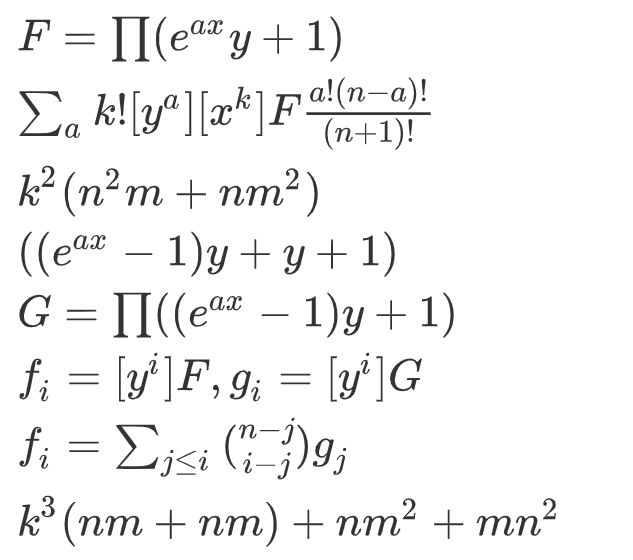 F = ∏(e^{ax}y + 1)
∑_a k![y^a][x^k]F \frac{a!(n−a)!}{(n+1)!}
k^2(n^2m + nm^2)
((e^{ax} − 1)y + y + 1)
G = ∏((e^{ax} − 1)y + 1)
f_i = [y^i]F, g_i = [y^i]G
f_i = ∑_{j≤i} \binom{n−j}{i−j} g_j
k^3(nm + nm) + nm^2 + mn^2